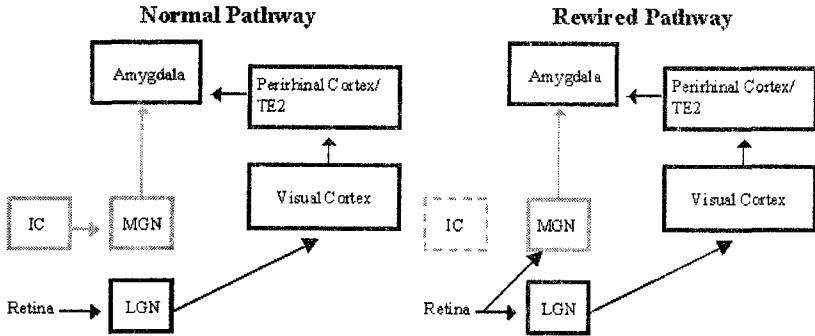 Normal Pathway
Amygdala
Perirhinal Cortex/
TE2
Visual Cortex
IC
MGN
Retina
LGN
Rewired Pathway
Amygdala
Perirhinal Cortex/
TE2
Visual Cortex
IC
MGN
Retina
LGN